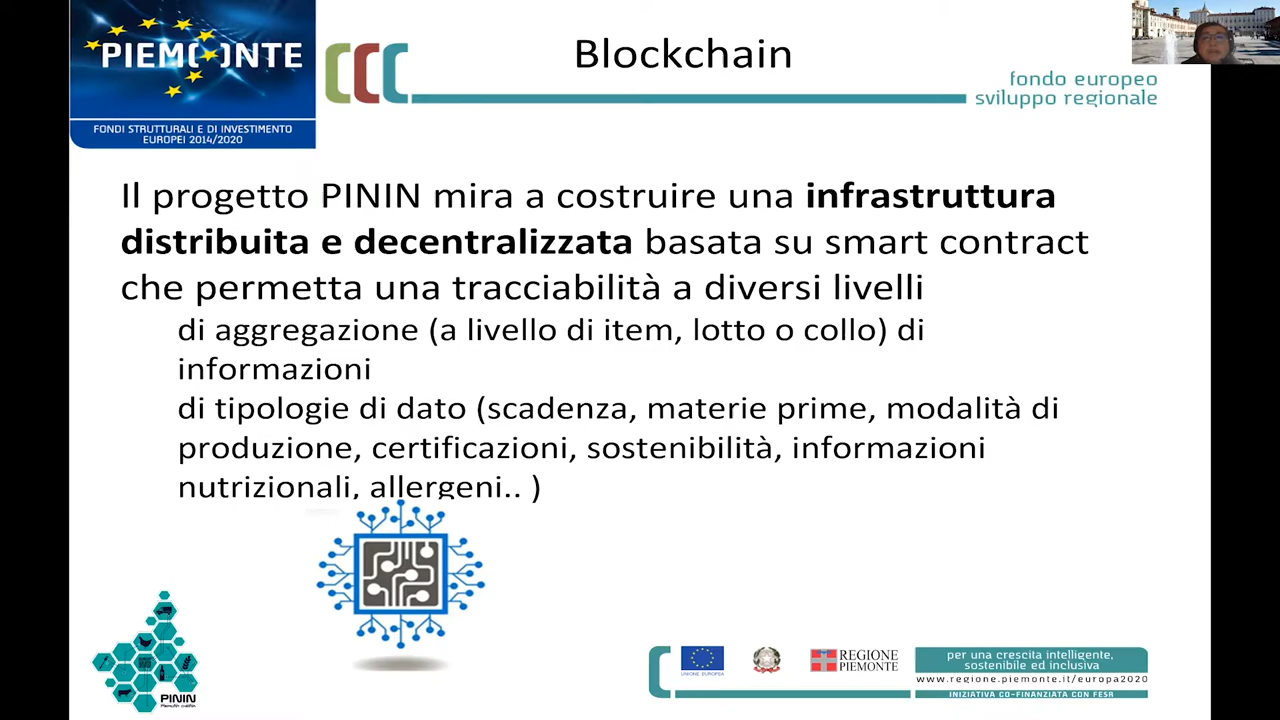 PIEMONTE
FONDI STRUTTURALI E DI INVESTIMENTO
EUROPEI 2014/2020
Blockchain
fondo europeo
sviluppo regionale
Il progetto PININ mira a costruire una infrastruttura
distribuita e decentralizzata basata su smart contract
che permetta una tracciabilità a diversi livelli
di aggregazione (a livello di item, lotto o collo) di
informazioni
di tipologie di dato (scadenza, materie prime, modalità di
produzione, certificazioni, sostenibilità, informazioni
nutrizionali, allergeni.. )
PININ
UNIONE EUROPEA
REGIONE
PIEMONTE
per una crescita intelligente,
sostenibile ed inclusiva
www.regione.piemonte.it/europa2020
INIZIATIVA CO-FINANZIATA CON FESR